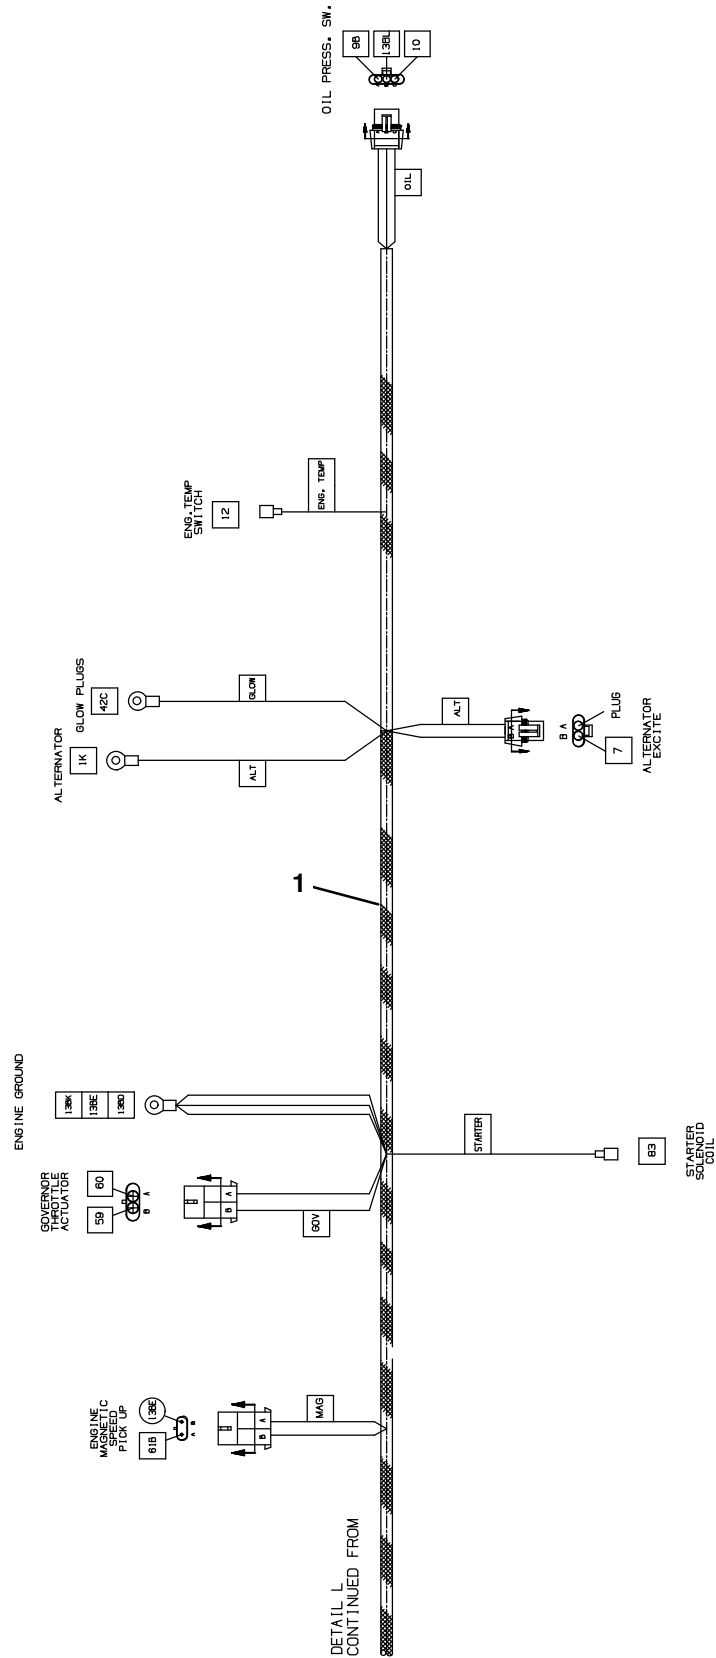 OIL PRESS. SW.
9B
13BL
10
OIL
ENG.TEMP
SWITCH
12
ENG. TEMP
GLOW PLUGS
42C
GLOW
ALTERNATOR
1K
ALT
ALT
B A
B A
PLUG
7
ALTERNATOR
EXCITE
1
ENGINE GROUND
13BK
13BE
13BD
STARTER
83
STARTER
SOLENOID
COIL
GOVERNOR
THROTTLE
ACTUATOR
60
59
A
B
A
B
GOV
ENGINE
MAGNETIC
SPEED
PICK UP
13BE
61B
B
A
A
B
MAG
DETAIL L
CONTINUED FROM